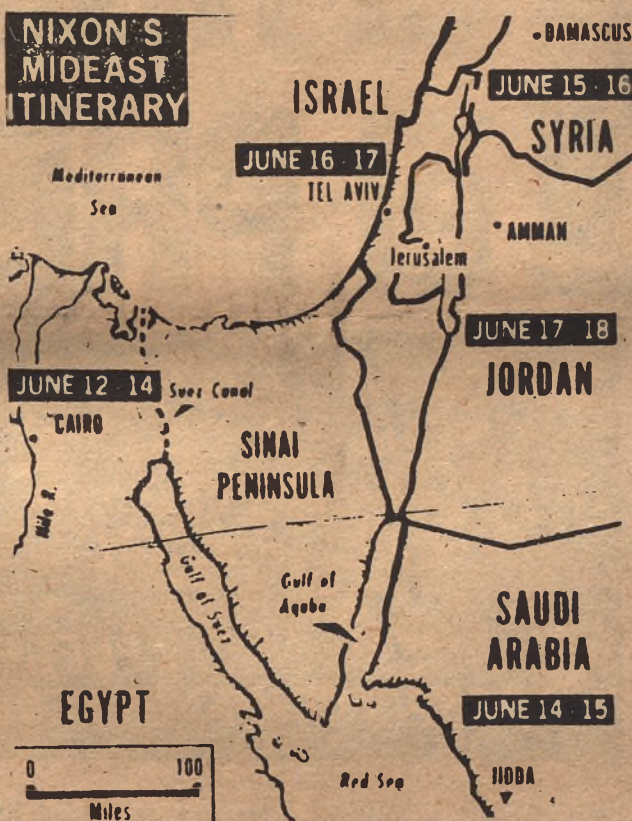 NIXON'S
MIDEAST
ITINERARY
DAMASCUS
ISRAEL
JUNE 15-16
SYRIA
JUNE 16-17
TEL AVIV
Mediterranean
Sea
AMMAN
Jerusalem
JUNE 17-18
JORDAN
JUNE 12-14
Suez Canal
CAIRO
SINAI
PENINSULA
Nile R.
Gulf of Suez
Gulf of
Aqaba
SAUDI
ARABIA
EGYPT
JUNE 14-15
0 100
Miles
Red Sea
JIDDA